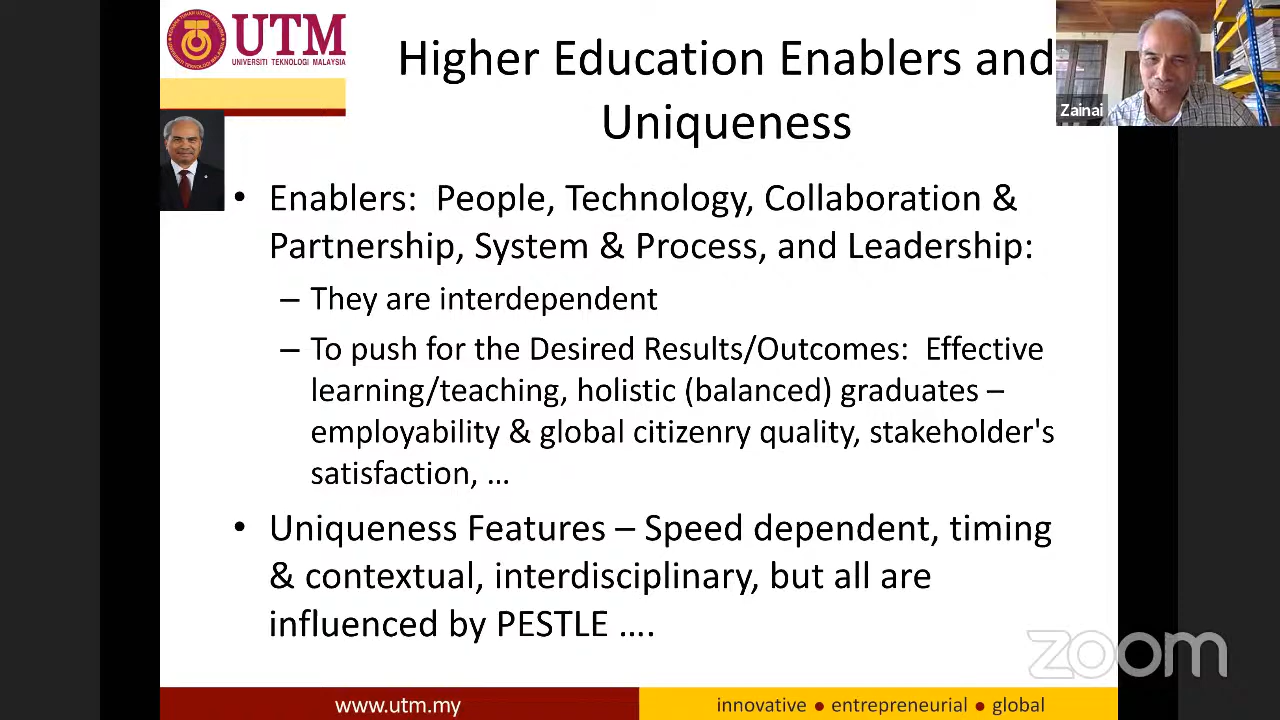 UTM
UNIVERSITI TEKNOLOGI MALAYSIA
Higher Education Enablers and
Uniqueness
Zainai
• Enablers:  People, Technology, Collaboration &
Partnership, System & Process, and Leadership:
– They are interdependent
– To push for the Desired Results/Outcomes:  Effective
learning/teaching, holistic (balanced) graduates –
employability & global citizenry quality, stakeholder's
satisfaction, …
• Uniqueness Features – Speed dependent, timing
& contextual, interdisciplinary, but all are
influenced by PESTLE ….
zoom
www.utm.my
innovative ● entrepreneurial ● global